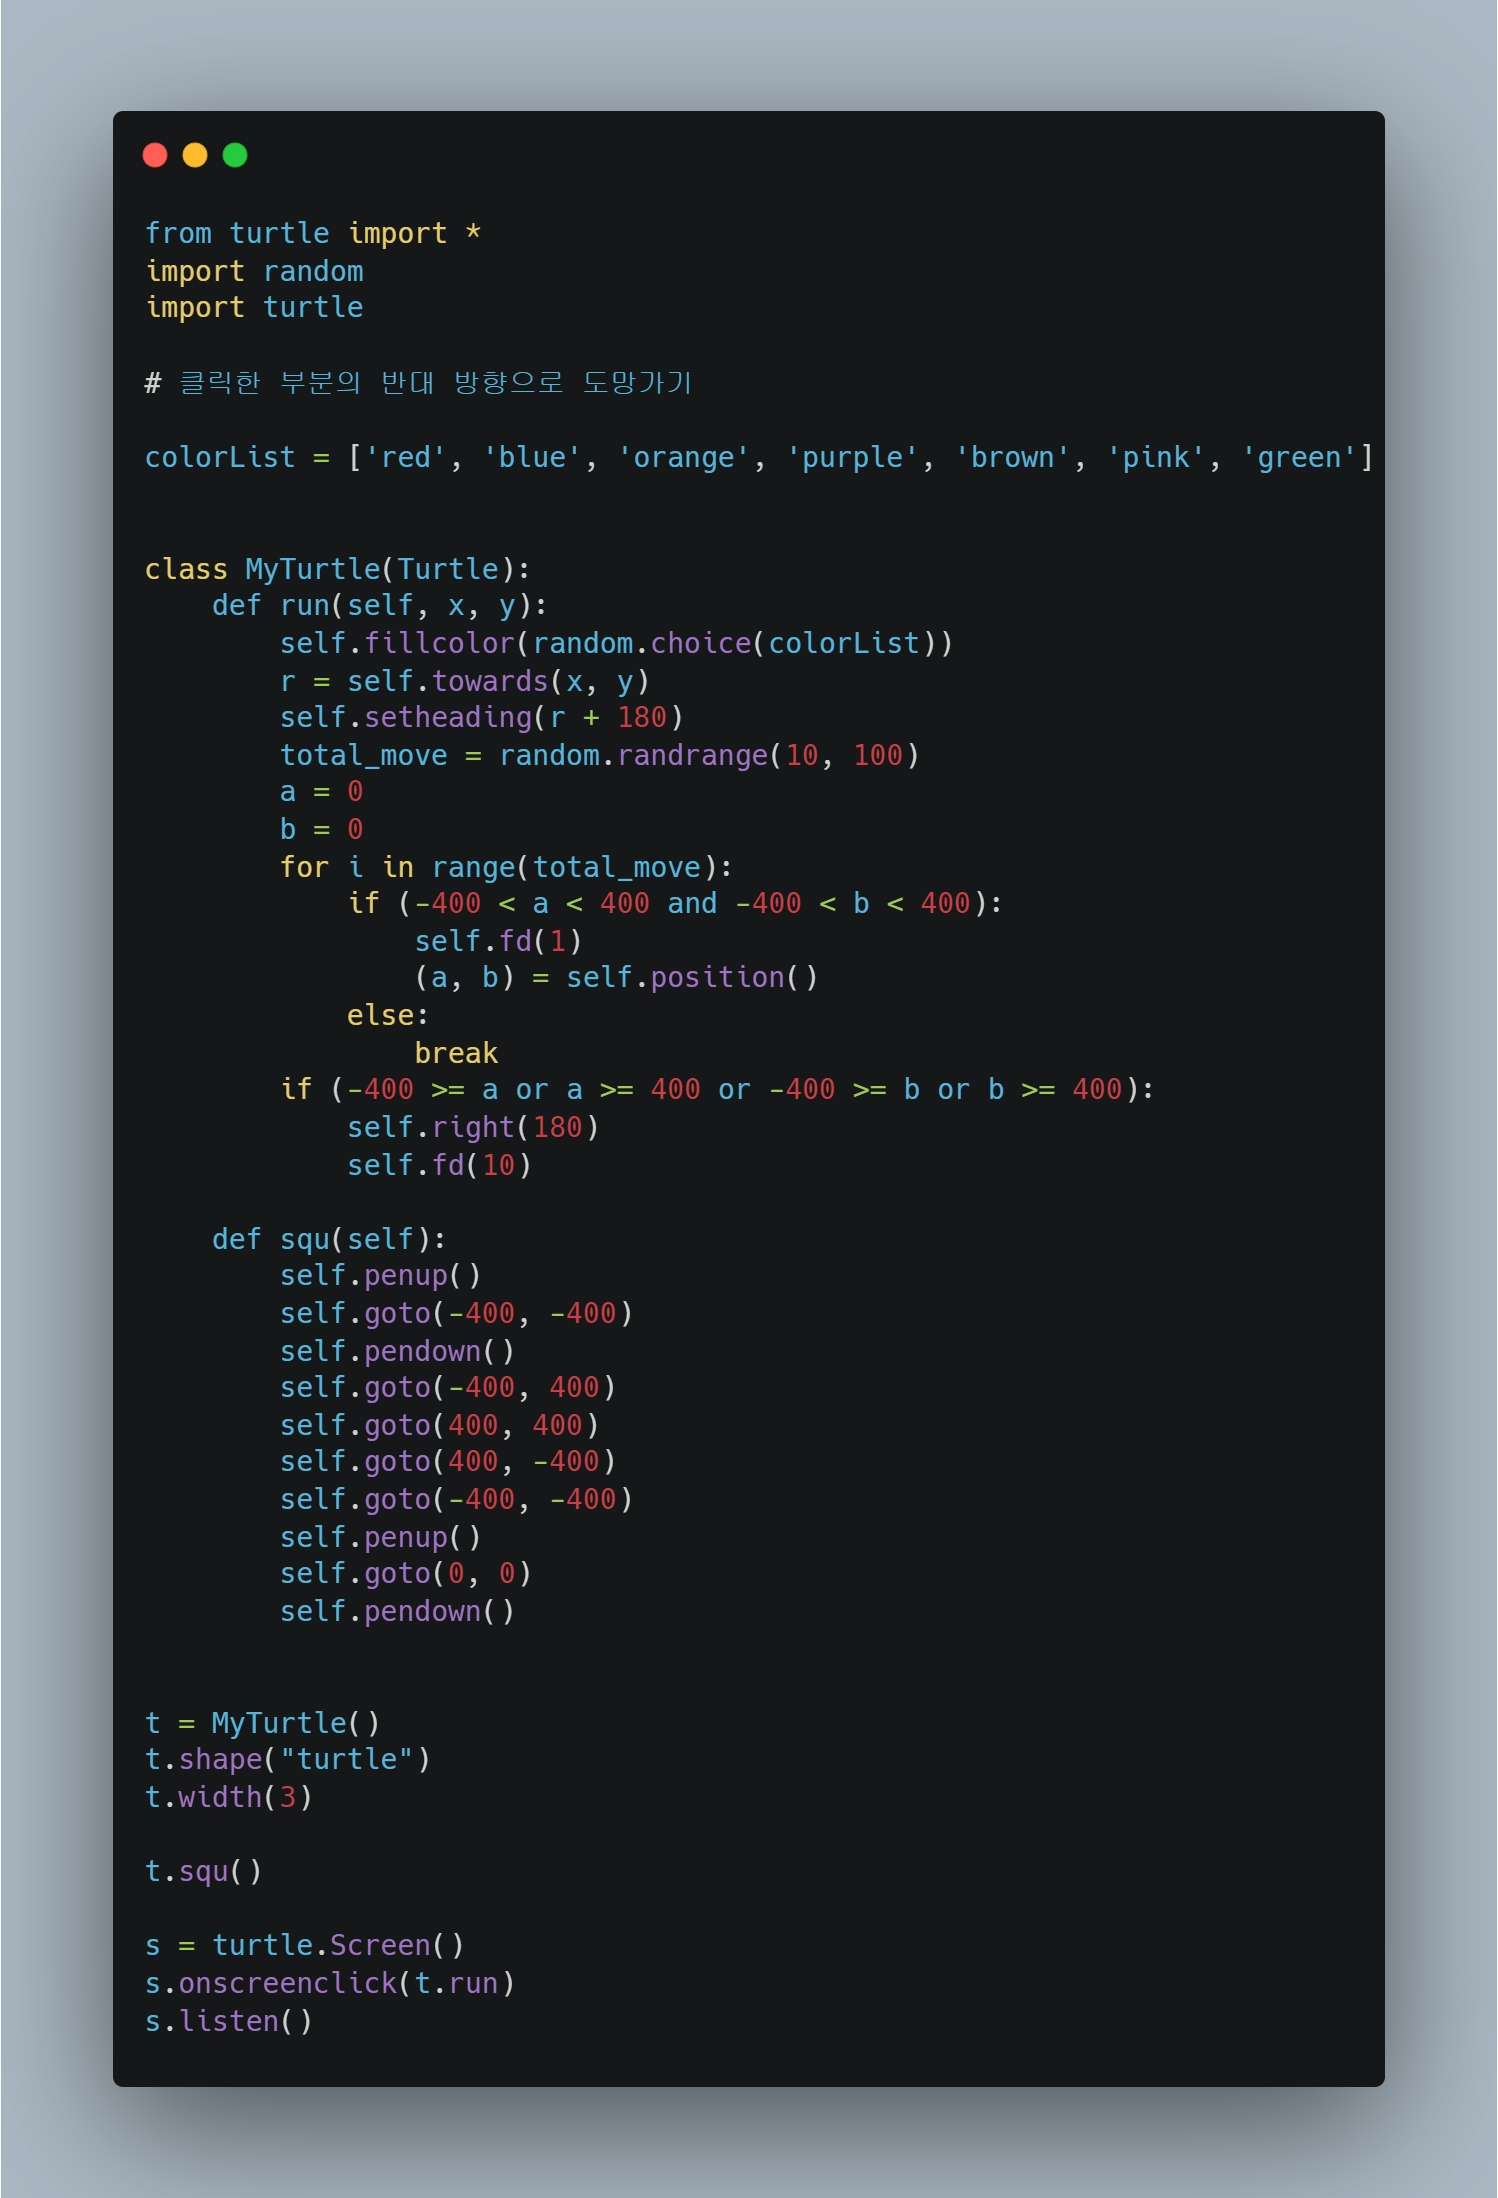 from turtle import *
import random
import turtle

# 클릭한 부분의 반대 방향으로 도망가기

colorList = ['red', 'blue', 'orange', 'purple', 'brown', 'pink', 'green']


class MyTurtle(Turtle):
    def run(self, x, y):
        self.fillcolor(random.choice(colorList))
        r = self.towards(x, y)
        self.setheading(r + 180)
        total_move = random.randrange(10, 100)
        a = 0
        b = 0
        for i in range(total_move):
            if (-400 < a < 400 and -400 < b < 400):
                self.fd(1)
                (a, b) = self.position()
            else:
                break
        if (-400 >= a or a >= 400 or -400 >= b or b >= 400):
            self.right(180)
            self.fd(10)

    def squ(self):
        self.penup()
        self.goto(-400, -400)
        self.pendown()
        self.goto(-400, 400)
        self.goto(400, 400)
        self.goto(400, -400)
        self.goto(-400, -400)
        self.penup()
        self.goto(0, 0)
        self.pendown()


t = MyTurtle()
t.shape("turtle")
t.width(3)

t.squ()

s = turtle.Screen()
s.onscreenclick(t.run)
s.listen()